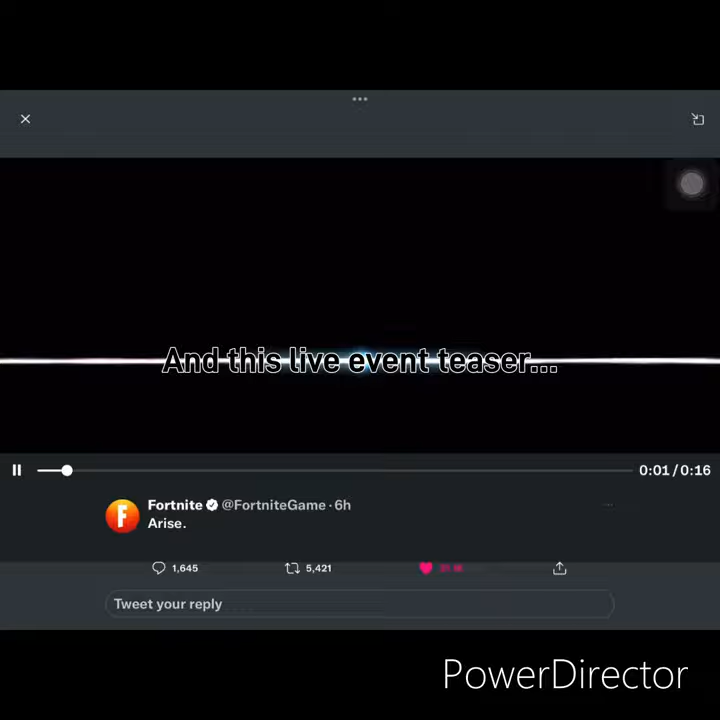 And this live event teaser...
0:01/0:16
Fortnite @FortniteGame · 6h
Arise.
1,645 5,421
Tweet your reply
PowerDirector